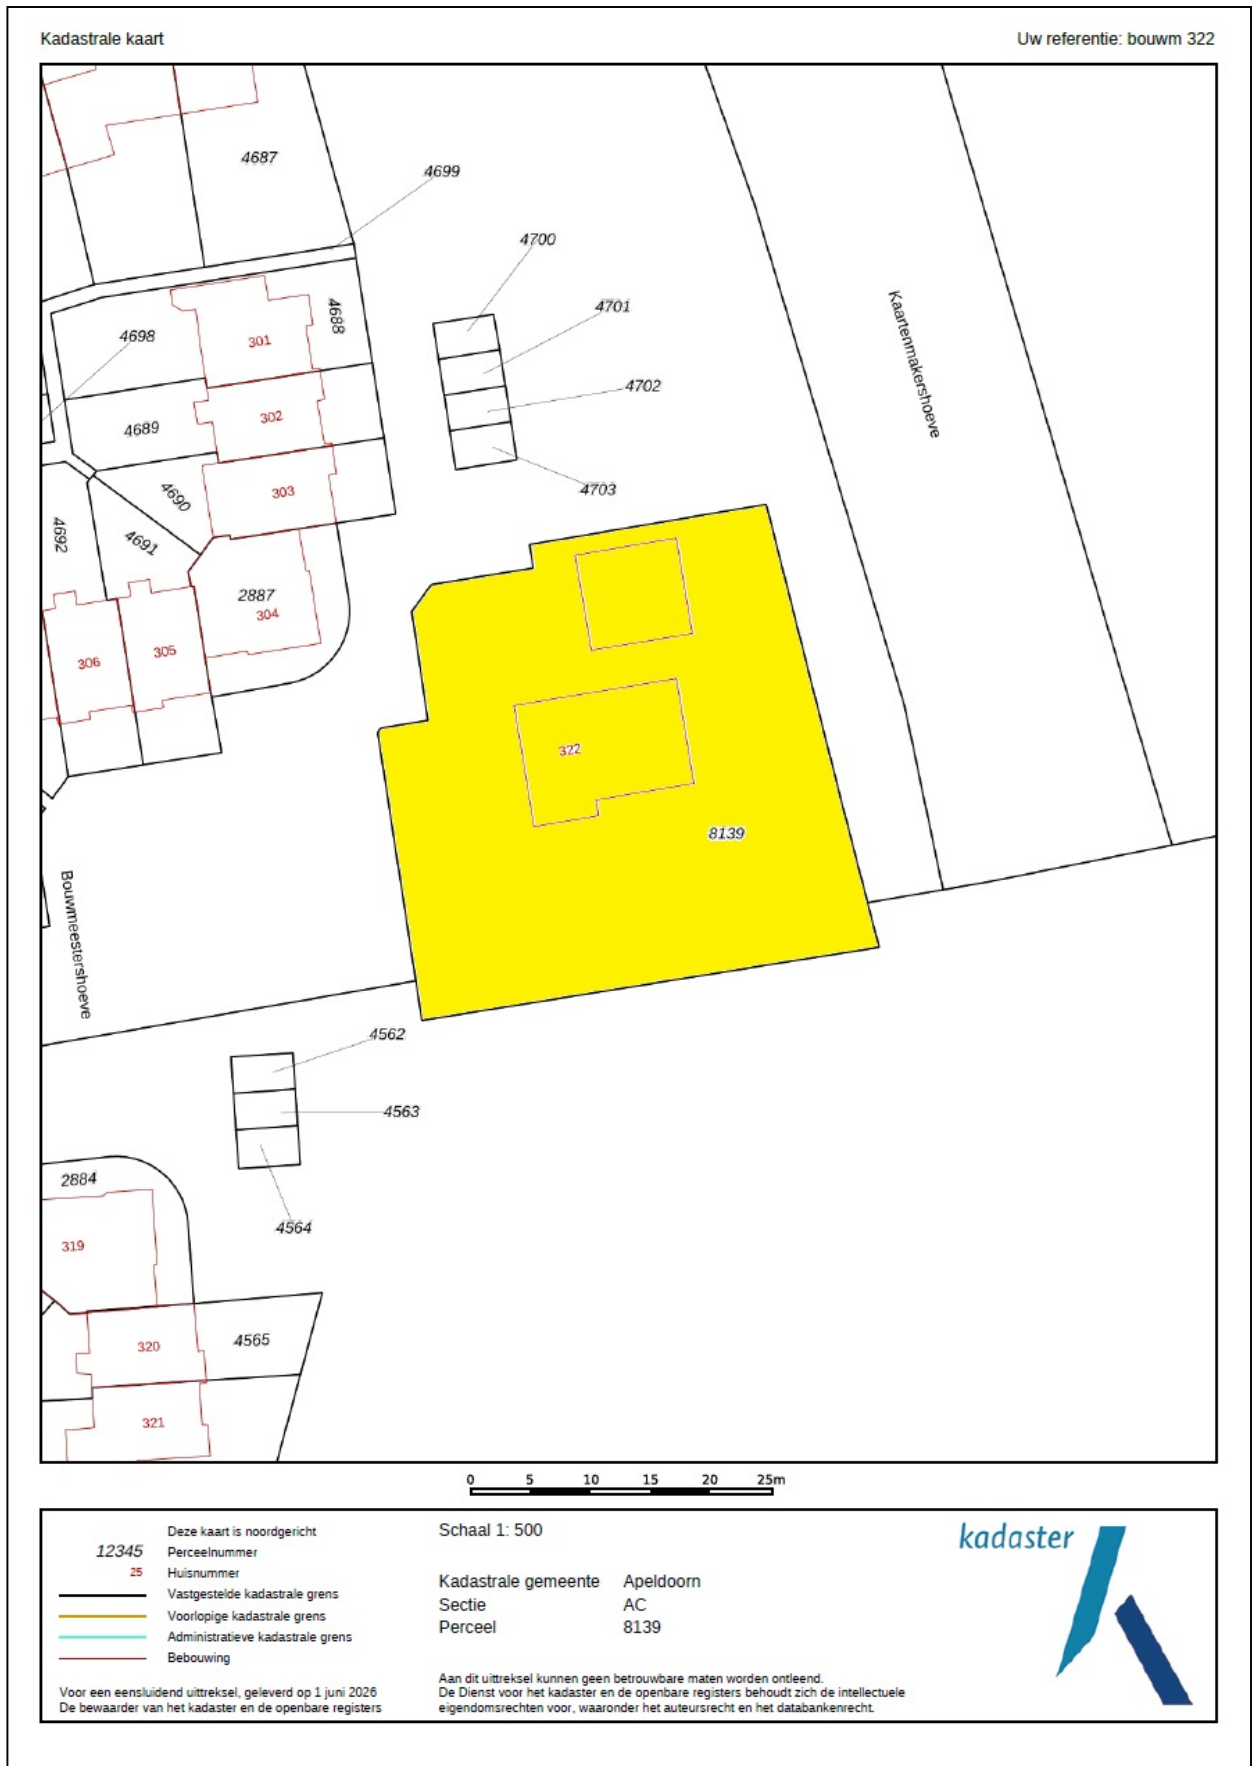 Kadastrale kaart
Uw referentie: bouwm 322
4687
4699
4700
4701
4702
4703
4698
301
4688
4689
302
4690
303
4692
4691
2887
304
305
306
Kaartenmakershoeve
322
8139
Bouwmeestershoeve
4562
4563
4564
2884
319
320
4565
321
0 5 10 15 20 25m
Deze kaart is noordgericht
12345 Perceelnummer
25 Huisnummer
Vastgestelde kadastrale grens
Voorlopige kadastrale grens
Administratieve kadastrale grens
Bebouwing
Voor een eensluidend uittreksel, geleverd op 1 juni 2026
De bewaarder van het kadaster en de openbare registers
Schaal 1: 500
Kadastrale gemeente Apeldoorn
Sectie AC
Perceel 8139
Aan dit uittreksel kunnen geen betrouwbare maten worden ontleend.
De Dienst voor het kadaster en de openbare registers behoudt zich de intellectuele
eigendomsrechten voor, waaronder het auteursrecht en het databankenrecht.
kadaster